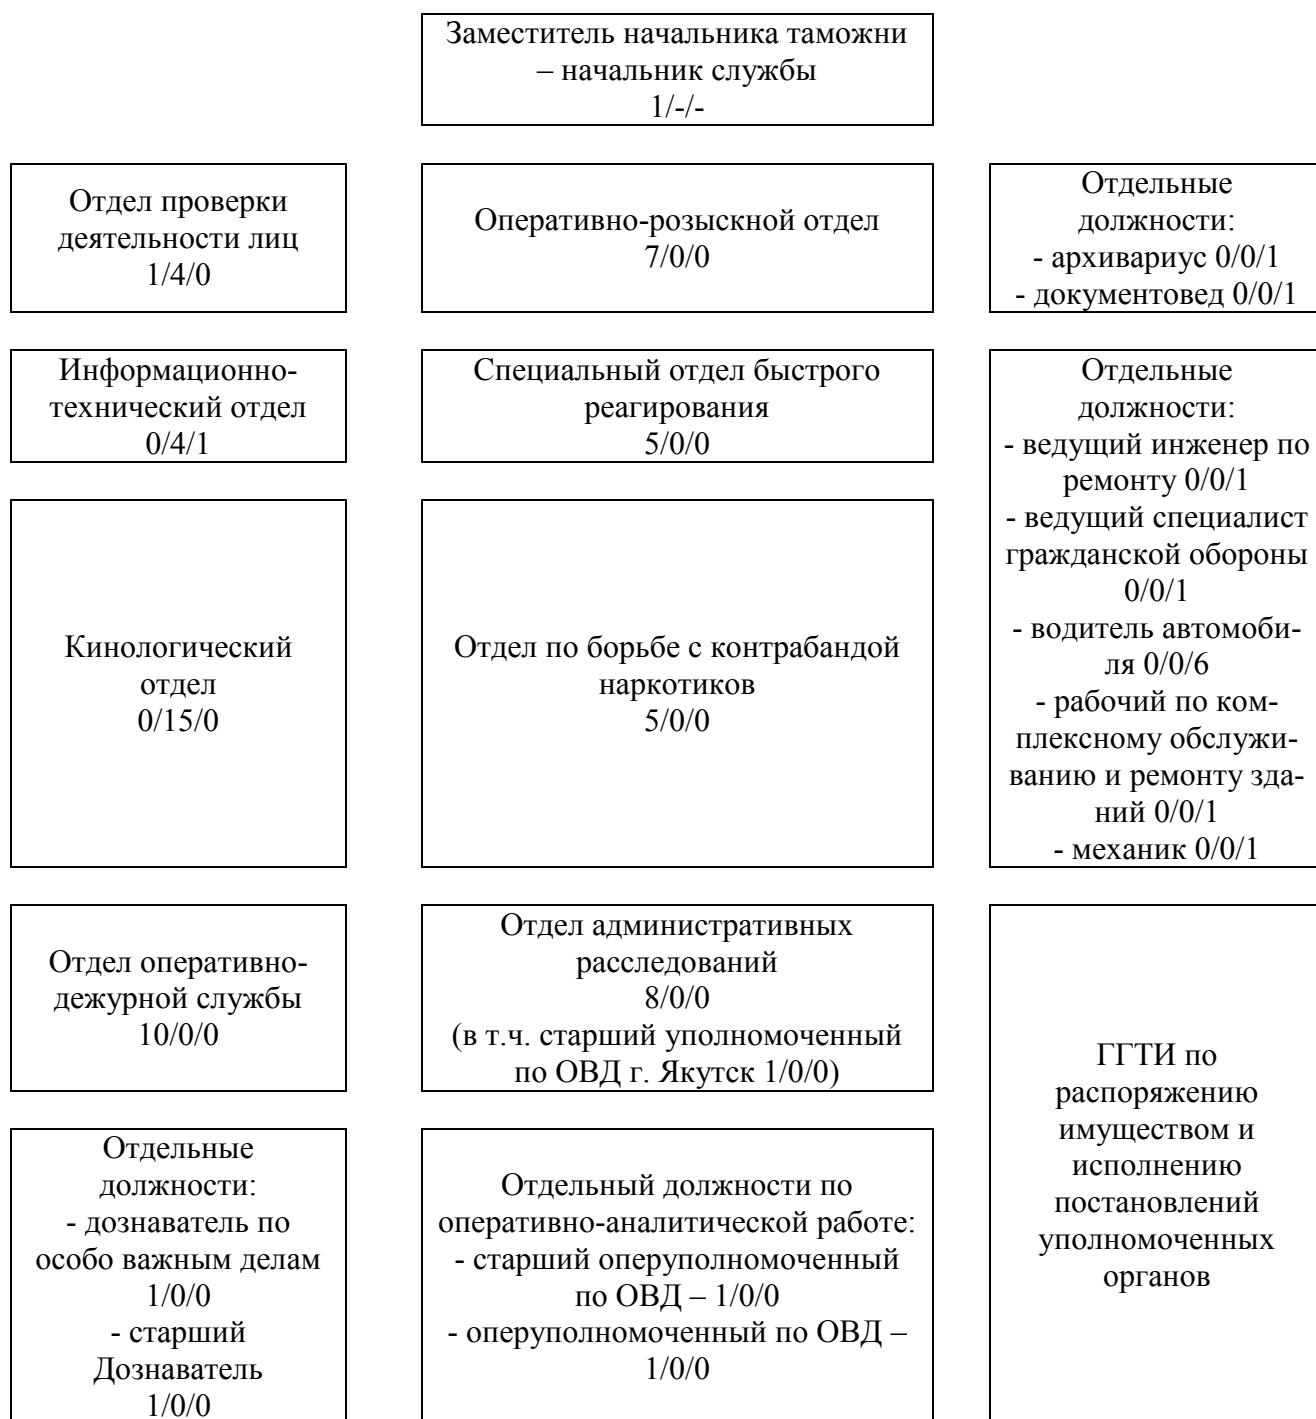 Заместитель начальника таможни
– начальник службы
1/-/-
Отдел проверки
деятельности лиц
1/4/0
Оперативно-розыскной отдел
7/0/0
Отдельные
должности:
- архивариус 0/0/1
- документовед 0/0/1
Информационно-
технический отдел
0/4/1
Специальный отдел быстрого
реагирования
5/0/0
Отдельные
должности:
- ведущий инженер по
ремонту 0/0/1
- ведущий специалист
гражданской обороны
0/0/1
- водитель автомоби-
ля 0/0/6
- рабочий по ком-
плексному обслужи-
ванию и ремонту зда-
ний 0/0/1
- механик 0/0/1
Кинологический
отдел
0/15/0
Отдел по борьбе с контрабандой
наркотиков
5/0/0
Отдел оперативно-
дежурной службы
10/0/0
Отдел административных
расследований
8/0/0
(в т.ч. старший уполномоченный
по ОВД г. Якутск 1/0/0)
ГГТИ по
распоряжению
имуществом и
исполнению
постановлений
уполномоченных
органов
Отдельные
должности:
- дознаватель по
особо важным делам
1/0/0
- старший
Дознаватель
1/0/0
Отдельный должности по
оперативно-аналитической работе:
- старший оперуполномоченный
по ОВД – 1/0/0
- оперуполномоченный по ОВД –
1/0/0